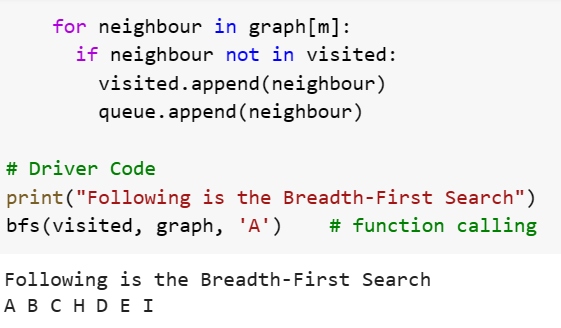 for neighbour in graph[m]:
if neighbour not in visited:
visited.append(neighbour)
queue.append(neighbour)
# Driver Code
print("Following is the Breadth-First Search")
bfs(visited, graph, 'A')    # function calling
Following is the Breadth-First Search
A B C H D E I